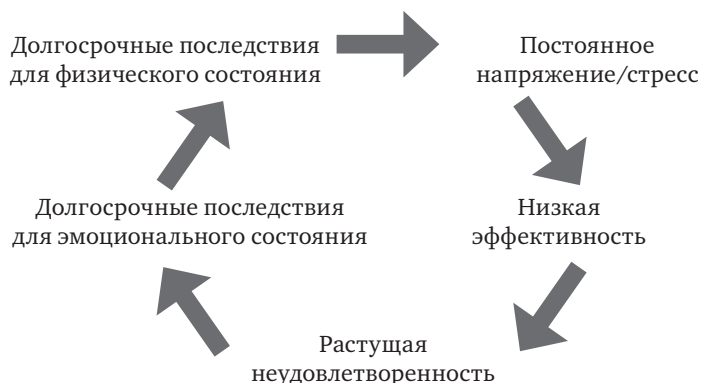 Долгосрочные последствия
для физического состояния
Постоянное
напряжение/стресс
Низкая
эффективность
Растущая
неудовлетворенность
Долгосрочные последствия
для эмоционального состояния